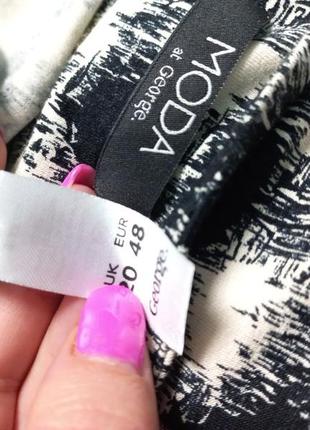 MODA
at George.
EUR
48
UK
20
George.